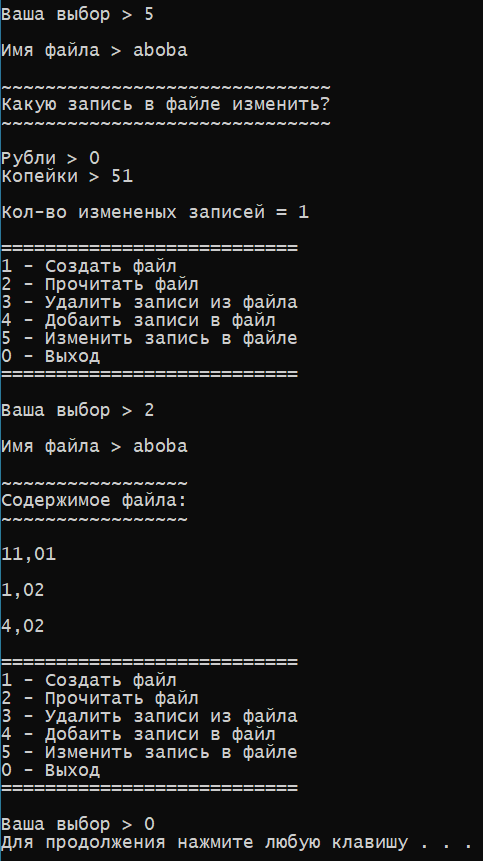 Ваша выбор > 5
Имя файла > aboba
~~~~~~~~~~~~~~~~~~~~~~~~~~~~~~
Какую запись в файле изменить?
~~~~~~~~~~~~~~~~~~~~~~~~~~~~~~
Рубли > 0
Копейки > 51
Кол-во измененых записей = 1
===========================
1 - Создать файл
2 - Прочитать файл
3 - Удалить записи из файла
4 - Добаить записи в файл
5 - Изменить запись в файле
0 - Выход
===========================
Ваша выбор > 2
Имя файла > aboba
~~~~~~~~~~~~~~~~~
Содержимое файла:
~~~~~~~~~~~~~~~~~
11,01
1,02
4,02
===========================
1 - Создать файл
2 - Прочитать файл
3 - Удалить записи из файла
4 - Добаить записи в файл
5 - Изменить запись в файле
0 - Выход
===========================
Ваша выбор > 0
Для продолжения нажмите любую клавишу . . .